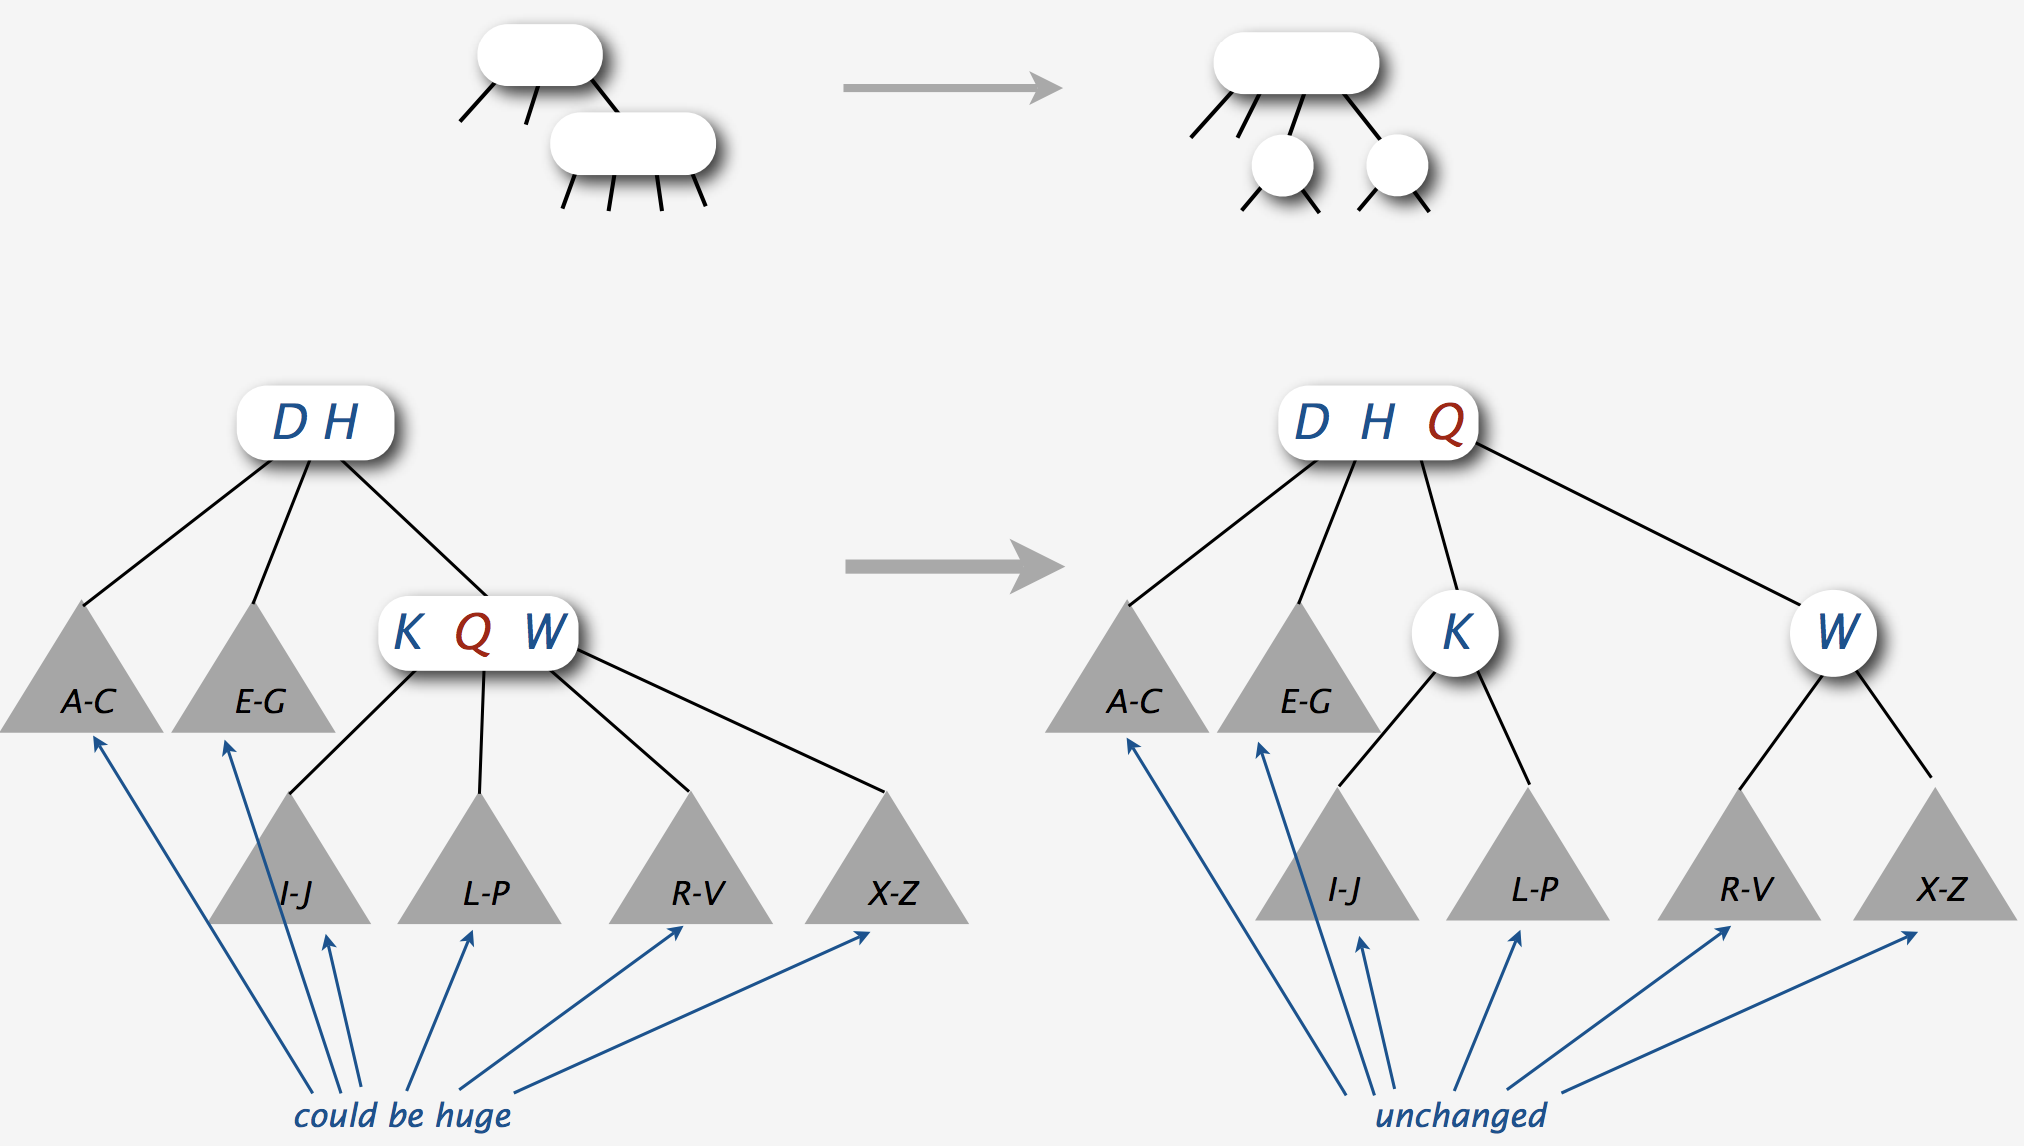 D H
D H Q
K Q W
K
W
A-C
E-G
A-C
E-G
I-J
L-P
R-V
X-Z
I-J
L-P
R-V
X-Z
could be huge
unchanged